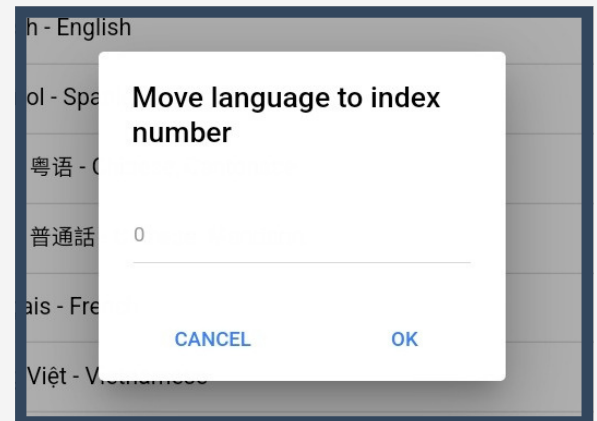 h - English
ol - Spa
Move language to index
number
粤语 - C
普通話
0
ais - Fre
CANCEL
OK
Việt - Vietnamese